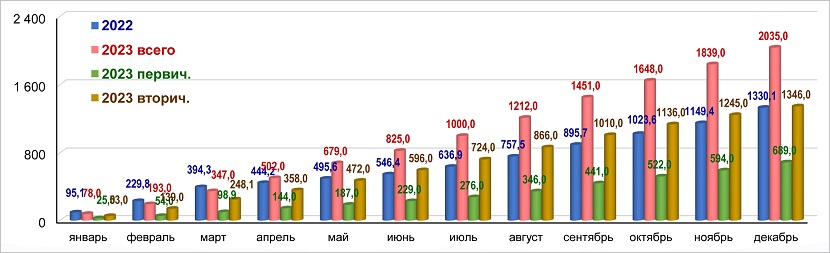 2 400
1 600
800
0
2022
2023 всего
2023 первич.
2023 вторич.
95,1 78,0 25,0 53,0
229,8 193,0 54,0 139,0
394,3 347,0 98,9 248,1
444,2 502,0 144,0 358,0
495,6 679,0 187,0 472,0
546,4 825,0 229,0 596,0
636,9 1000,0 276,0 724,0
757,5 1212,0 346,0 866,0
895,7 1451,0 441,0 1010,0
1023,6 1648,0 522,0 1136,0
1149,4 1839,0 594,0 1245,0
1330,1 2035,0 689,0 1346,0
январь февраль март апрель май июнь июль август сентябрь октябрь ноябрь декабрь